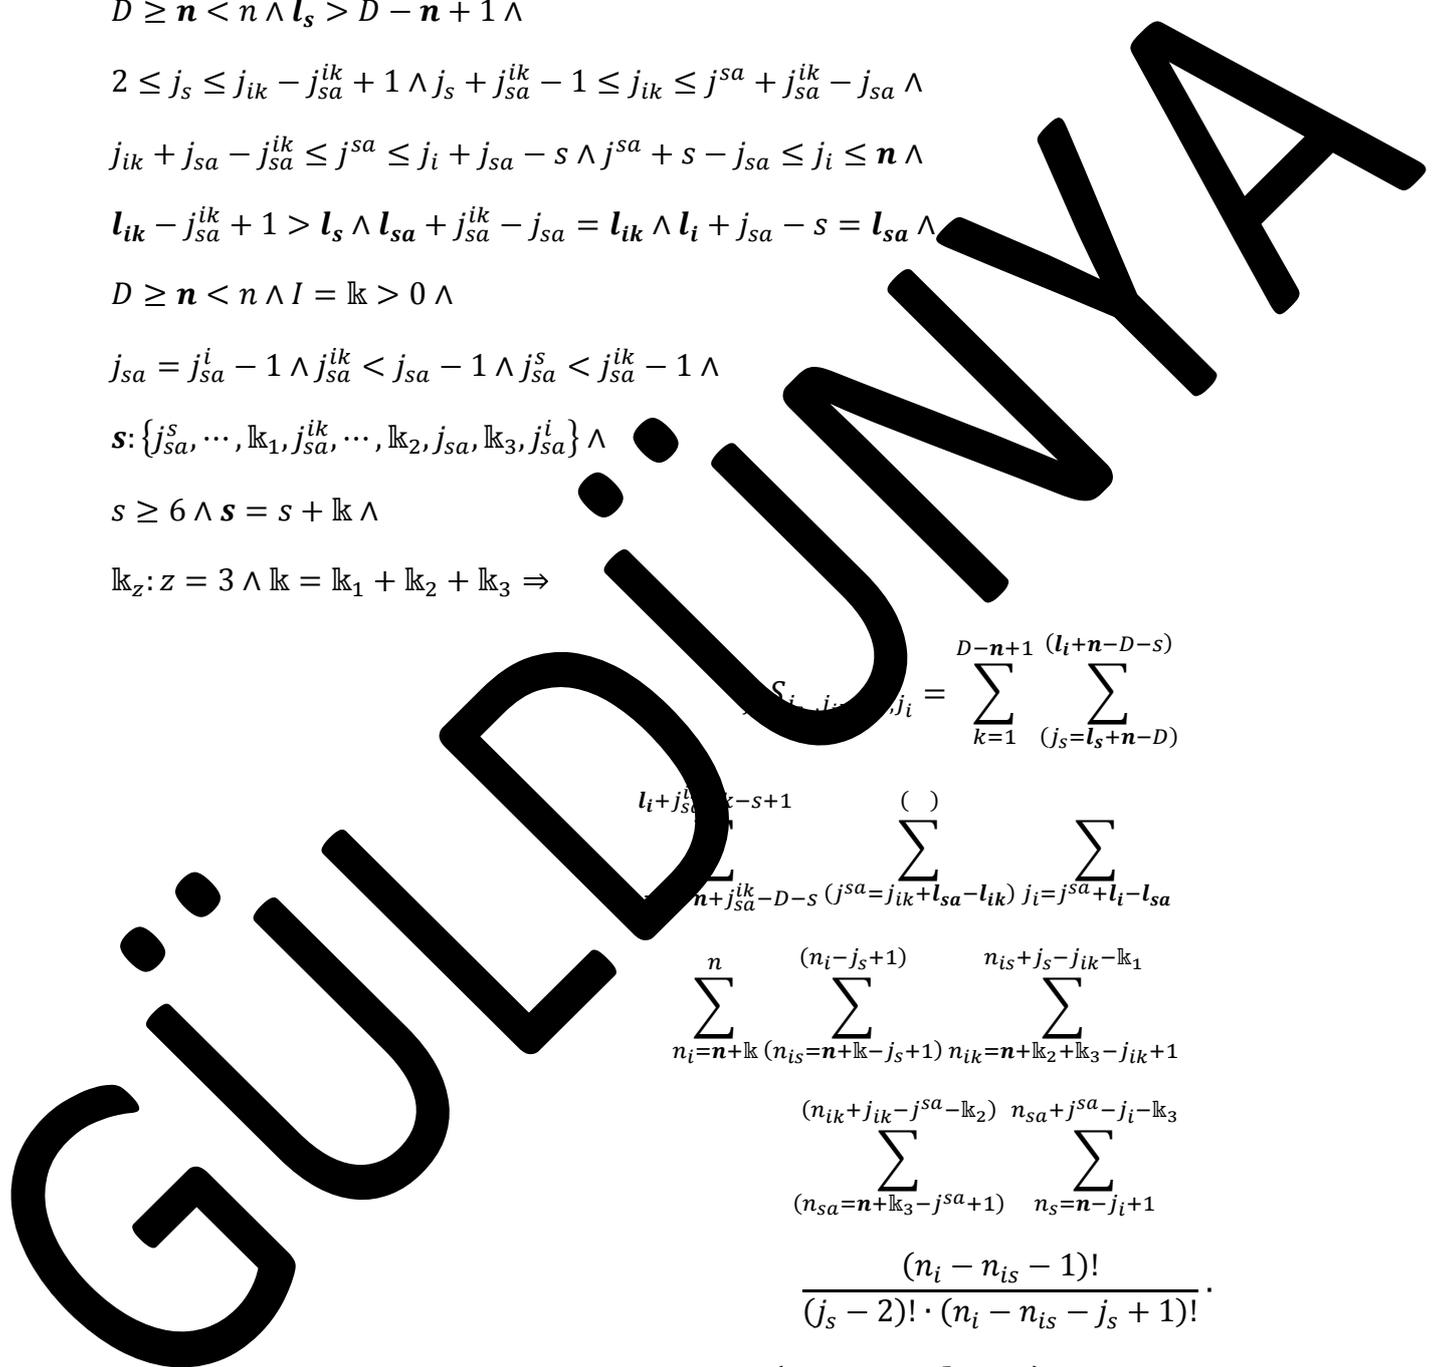 D ≥ n < n ∧ l_s > D − n + 1 ∧
2 ≤ j_s ≤ j_ik − j_sa^ik + 1 ∧ j_s + j_sa^ik − 1 ≤ j_ik ≤ j^sa + j_sa^ik − j_sa ∧
j_ik + j_sa − j_sa^ik ≤ j^sa ≤ j_i + j_sa − s ∧ j^sa + s − j_sa ≤ j_i ≤ n ∧
l_ik − j_sa^ik + 1 > l_s ∧ l_sa + j_sa^ik − j_sa = l_ik ∧ l_i + j_sa − s = l_sa ∧
D ≥ n < n ∧ I = 𝕜 > 0 ∧
j_sa = j_sa^i − 1 ∧ j_sa^ik < j_sa − 1 ∧ j_sa^s < j_sa^ik − 1 ∧
s: {j_sa^s, ⋯ , 𝕜_1, j_sa^ik, ⋯ , 𝕜_2, j_sa, 𝕜_3, j_sa^i} ∧
s ≥ 6 ∧ s = s + 𝕜 ∧
𝕜_z: z = 3 ∧ 𝕜 = 𝕜_1 + 𝕜_2 + 𝕜_3 ⇒
D−n+1 (l_i+n−D−s)
,j_i = ∑ ∑
k=1 (j_s=l_s+n−D)
−s+1 ( )
∑ ∑ ∑
n+j_sa^ik−D−s (j^sa=j_ik+l_sa−l_ik) j_i=j^sa+l_i−l_sa
n (n_i−j_s+1) n_is+j_s−j_ik−𝕜_1
∑ ∑ ∑
n_i=n+𝕜 (n_is=n+𝕜−j_s+1) n_ik=n+𝕜_2+𝕜_3−j_ik+1
(n_ik+j_ik−j^sa−𝕜_2) n_sa+j^sa−j_i−𝕜_3
∑ ∑
(n_sa=n+𝕜_3−j^sa+1) n_s=n−j_i+1
(n_i − n_is − 1)!
(j_s − 2)! · (n_i − n_is − j_s + 1)! ·
GÜLDÜNYA